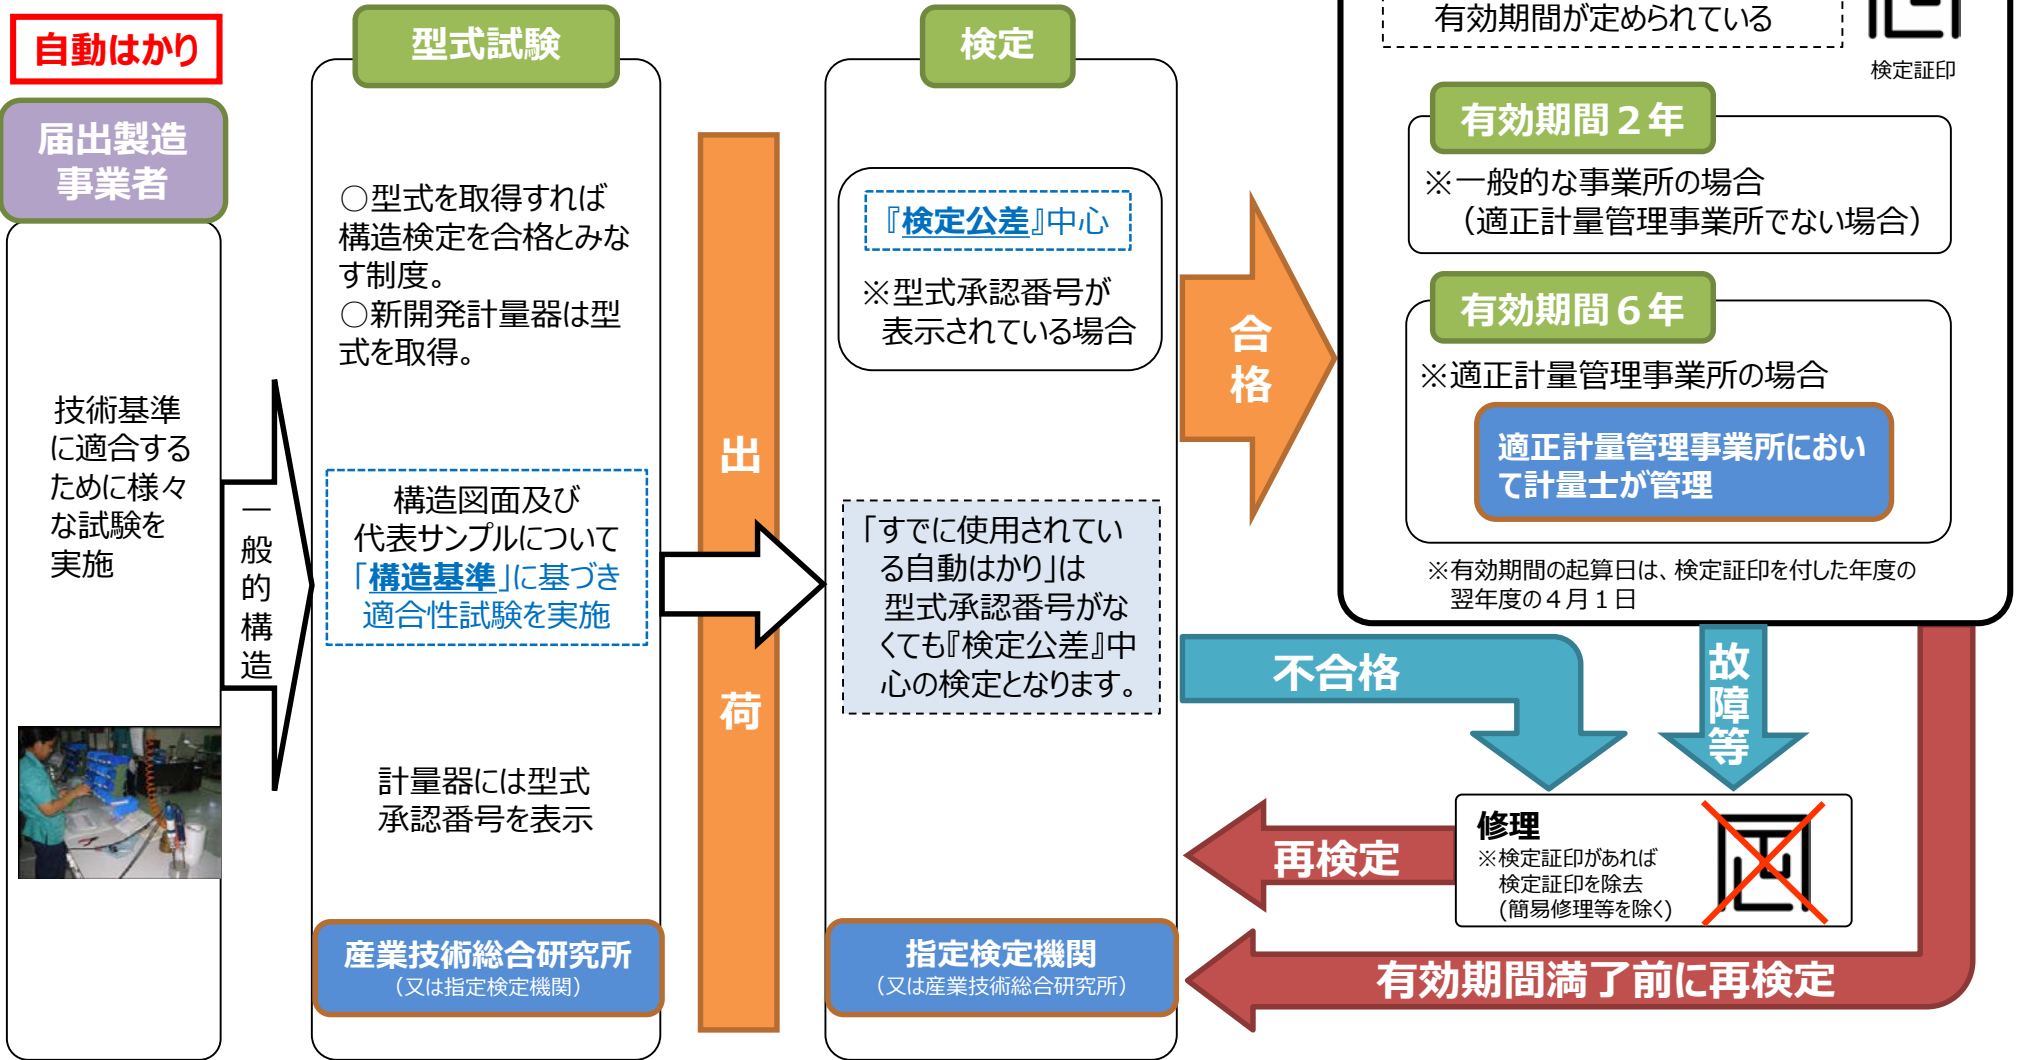 自動はかり
届出製造
事業者
技術基準
に適合する
ために様々
な試験を
実施
一般的構造
型式試験
○型式を取得すれば
構造検定を合格とみな
す制度。
○新開発計量器は型
式を取得。
構造図面及び
代表サンプルについて
「構造基準」に基づき
適合性試験を実施
計量器には型式
承認番号を表示
産業技術総合研究所
(又は指定検定機関)
出荷
検定
『検定公差』中心
※型式承認番号が
表示されている場合
「すでに使用されてい
る自動はかり」は
型式承認番号がな
くても『検定公差』中
心の検定となります。
指定検定機関
(又は産業技術総合研究所)
合格
有効期間が定められている
検定証印
有効期間2年
※一般的な事業所の場合
(適正計量管理事業所でない場合)
有効期間6年
※適正計量管理事業所の場合
適正計量管理事業所におい
て計量士が管理
※有効期間の起算日は、検定証印を付した年度の
翌年度の4月1日
不合格
故障等
修理
※検定証印があれば
検定証印を除去
(簡易修理等を除く)
再検定
有効期間満了前に再検定